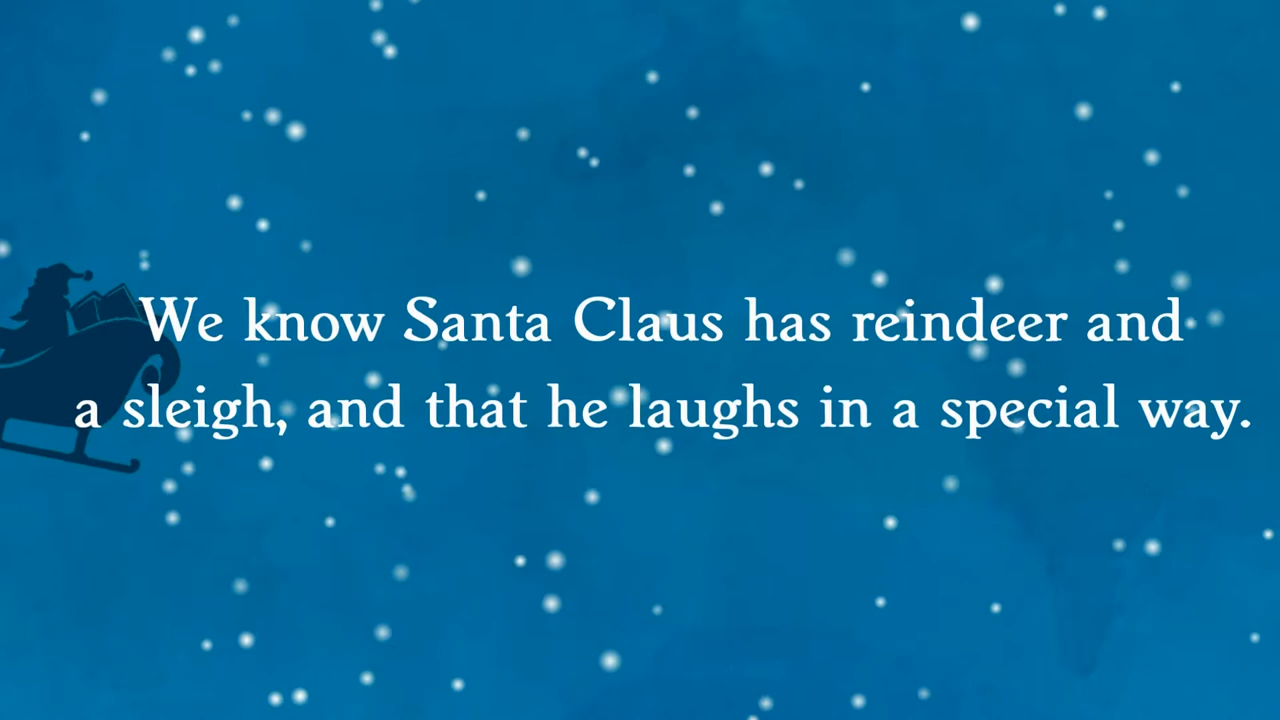 We know Santa Claus has reindeer and
a sleigh, and that he laughs in a special way.